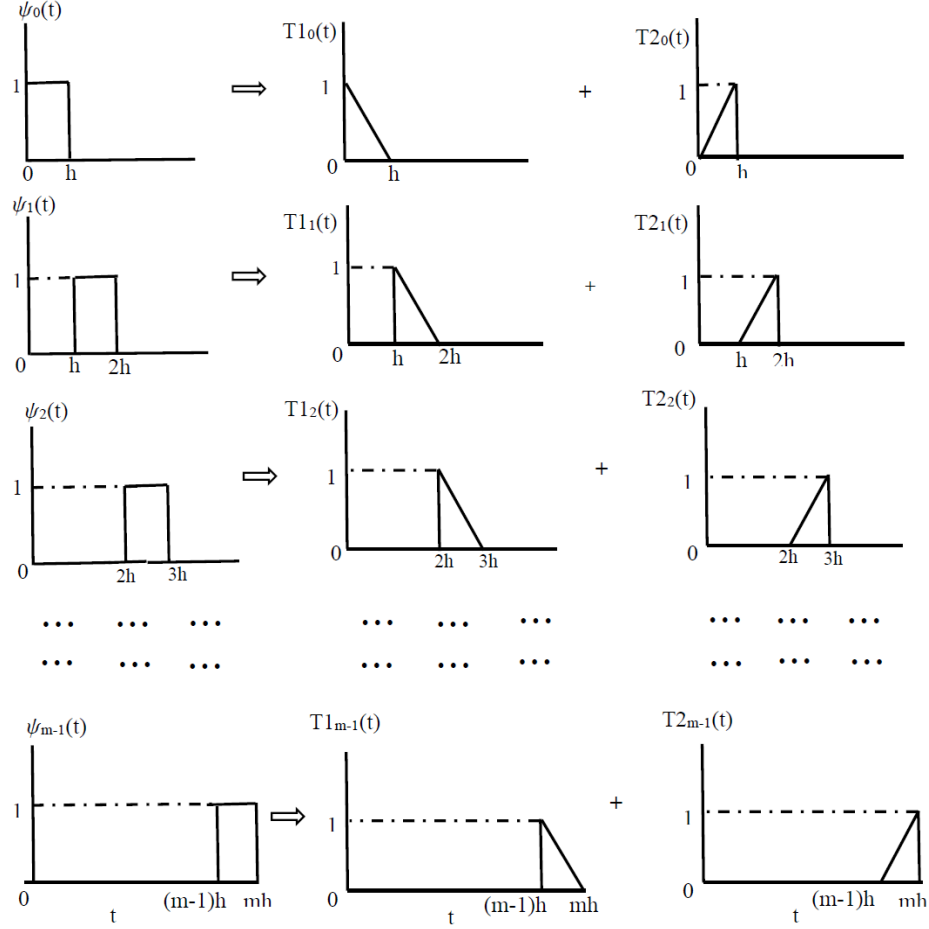 ψ₀(t) T1₀(t) T2₀(t)
1 ⇨ 1 + 1
0 h 0 h 0 h
ψ₁(t) T1₁(t) T2₁(t)
1 ⇨ 1 + 1
0 h 2h 0 h 2h 0 h 2h
ψ₂(t) T1₂(t) T2₂(t)
1 ⇨ 1 + 1
0 2h 3h 0 2h 3h 0 2h 3h
... ... ... ... ... ... ... ... ...
... ... ... ... ... ... ... ... ...
ψm-1(t) T1m-1(t) T2m-1(t)
1 ⇨ 1 + 1
0 (m-1)h mh 0 (m-1)h mh 0 (m-1)h mh
t t t